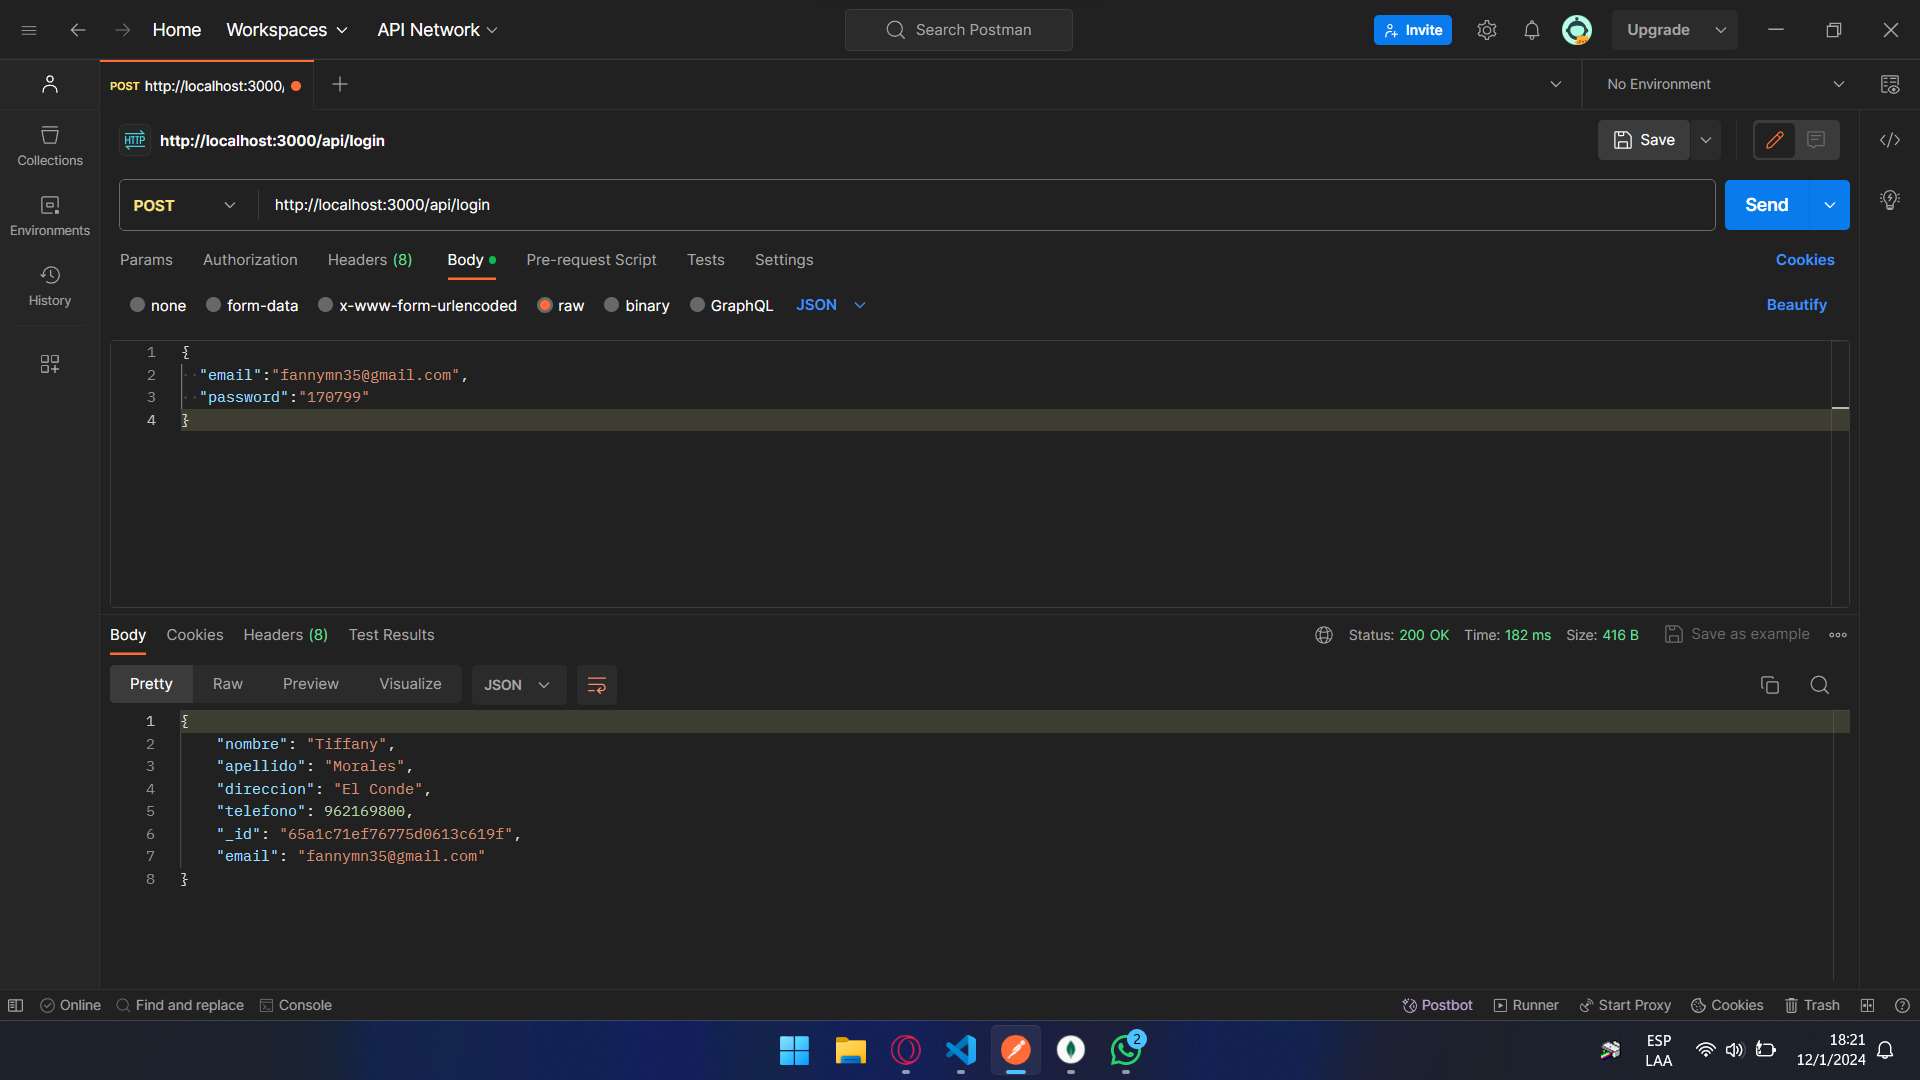 Home Workspaces API Network Search Postman Invite Upgrade
POST http://localhost:3000/ No Environment
HTTP http://localhost:3000/api/login Save
Collections
Environments
History
POST http://localhost:3000/api/login Send
Params Authorization Headers (8) Body Pre-request Script Tests Settings Cookies
none form-data x-www-form-urlencoded raw binary GraphQL JSON Beautify
1 {
2 "email":"fannymn35@gmail.com",
3 "password":"170799"
4 }
Body Cookies Headers (8) Test Results Status: 200 OK Time: 182 ms Size: 416 B Save as example
Pretty Raw Preview Visualize JSON
1 {
2 "nombre": "Tiffany",
3 "apellido": "Morales",
4 "direccion": "El Conde",
5 "telefono": 962169800,
6 "_id": "65a1c71ef76775d0613c619f",
7 "email": "fannymn35@gmail.com"
8 }
Online Find and replace Console Postbot Runner Start Proxy Cookies Trash
2
ESP
LAA
18:21
12/1/2024